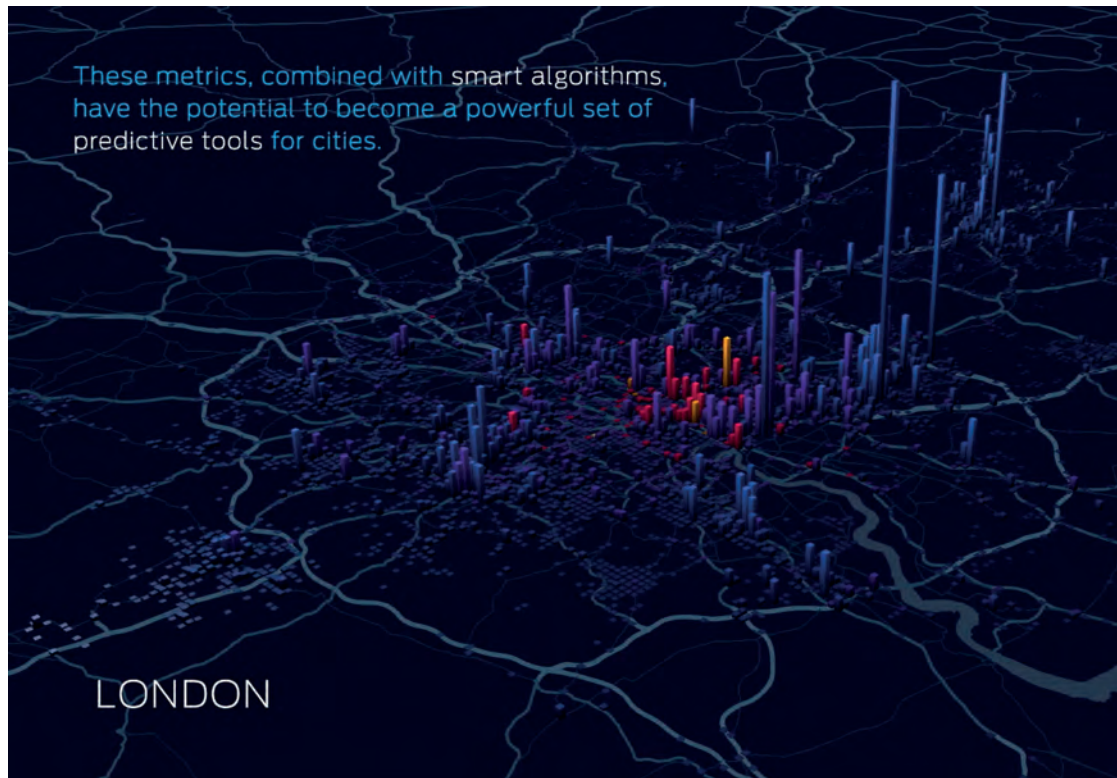 These metrics, combined with smart algorithms,
have the potential to become a powerful set of
predictive tools for cities.
LONDON